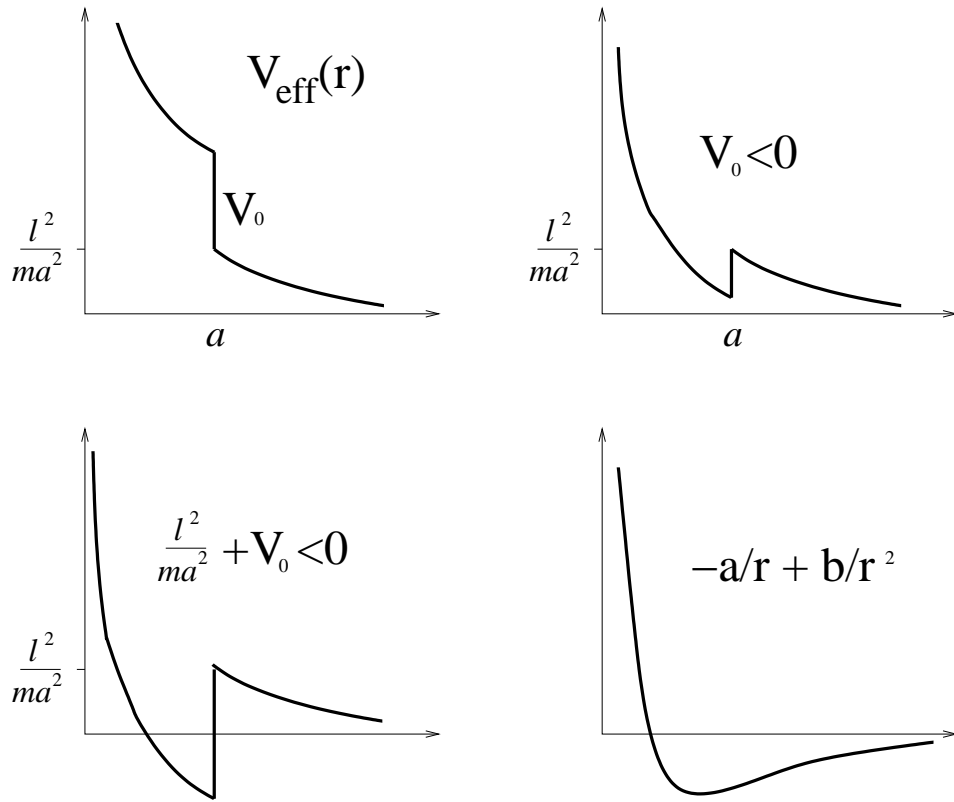 V_eff(r)
V₀
l²/ma²
a
V₀<0
l²/ma²
a
l²/ma² +V₀<0
l²/ma²
−a/r + b/r²